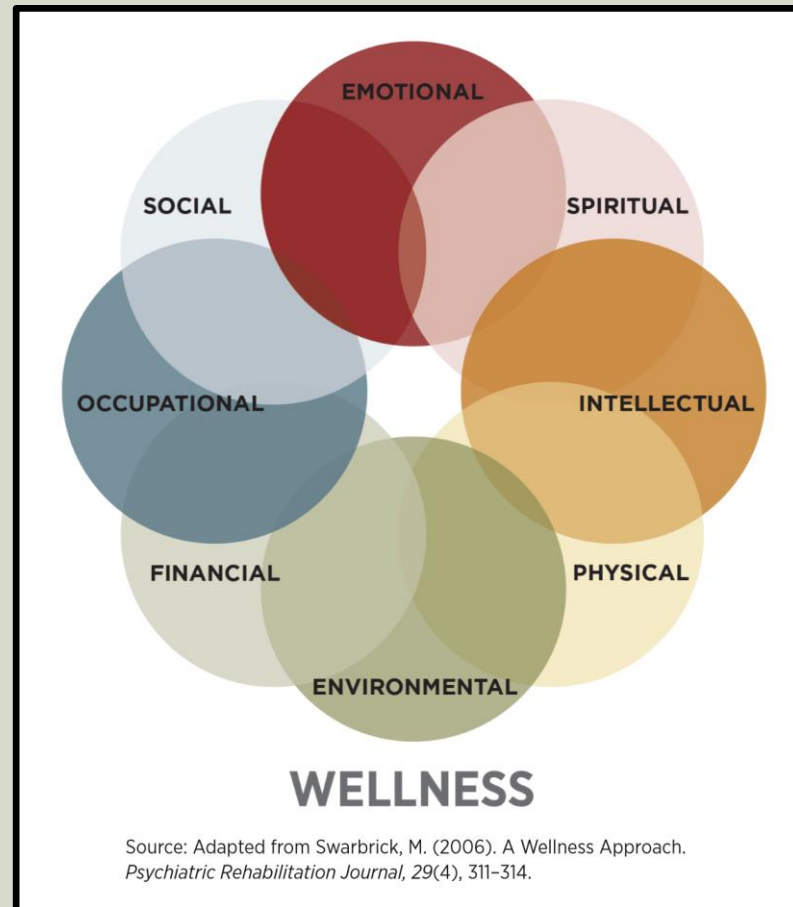 EMOTIONAL
SOCIAL
SPIRITUAL
OCCUPATIONAL
INTELLECTUAL
FINANCIAL
PHYSICAL
ENVIRONMENTAL
WELLNESS
Source: Adapted from Swarbrick, M. (2006). A Wellness Approach.
Psychiatric Rehabilitation Journal, 29(4), 311–314.